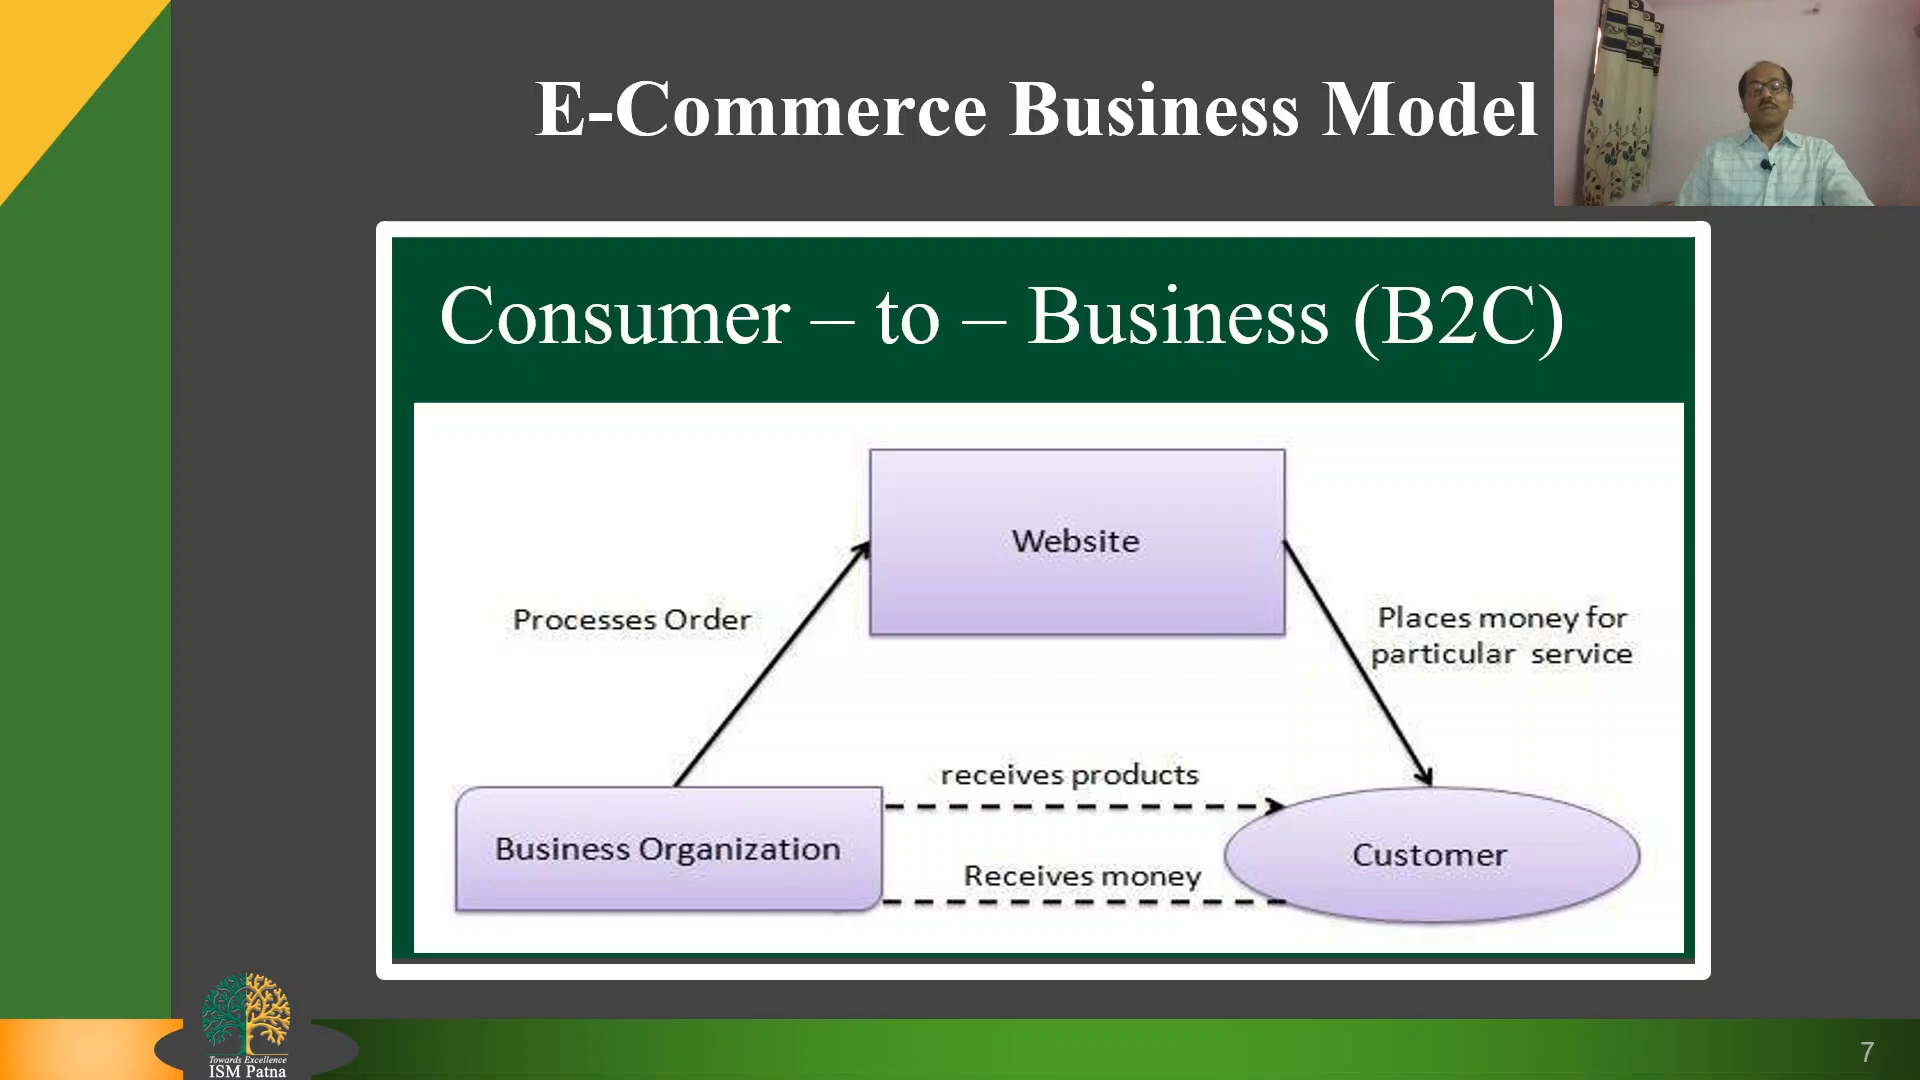 E-Commerce Business Model
Consumer – to – Business (B2C)
Website
Processes Order
Places money for
particular service
receives products
Business Organization
Customer
Receives money
Towards Excellence
ISM Patna
7